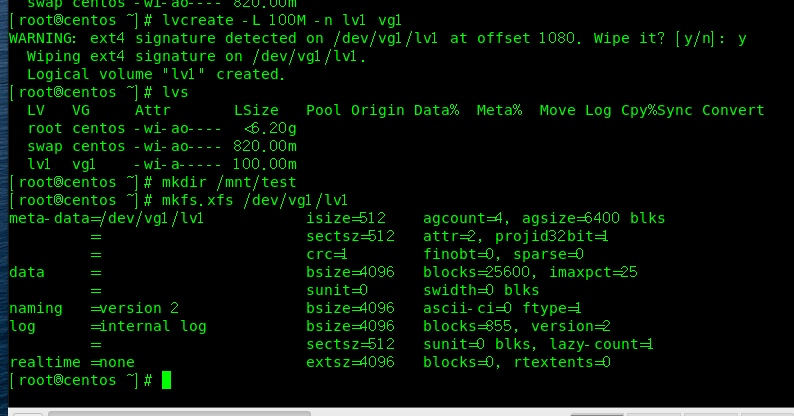 swap centos -wi-ao---- 820.00m
[root@centos ~]# lvcreate -L 100M -n lv1 vg1
WARNING: ext4 signature detected on /dev/vg1/lv1 at offset 1080. Wipe it? [y/n]: y
  Wiping ext4 signature on /dev/vg1/lv1.
  Logical volume "lv1" created.
[root@centos ~]# lvs
  LV   VG     Attr       LSize   Pool Origin Data%  Meta%  Move Log Cpy%Sync Convert
  root centos -wi-ao---- <6.20g
  swap centos -wi-ao---- 820.00m
  lv1  vg1    -wi-a----- 100.00m
[root@centos ~]# mkdir /mnt/test
[root@centos ~]# mkfs.xfs /dev/vg1/lv1
meta-data=/dev/vg1/lv1           isize=512    agcount=4, agsize=6400 blks
         =                       sectsz=512   attr=2, projid32bit=1
         =                       crc=1        finobt=0, sparse=0
data     =                       bsize=4096   blocks=25600, imaxpct=25
         =                       sunit=0      swidth=0 blks
naming   =version 2              bsize=4096   ascii-ci=0 ftype=1
log      =internal log           bsize=4096   blocks=855, version=2
         =                       sectsz=512   sunit=0 blks, lazy-count=1
realtime =none                   extsz=4096   blocks=0, rtextents=0
[root@centos ~]#